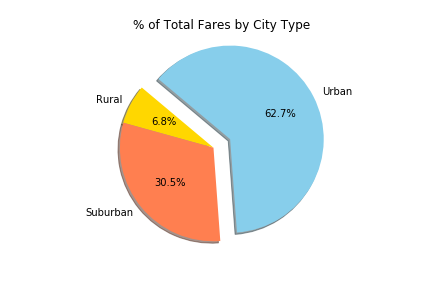 % of Total Fares by City Type
Urban
62.7%
Rural
6.8%
30.5%
Suburban